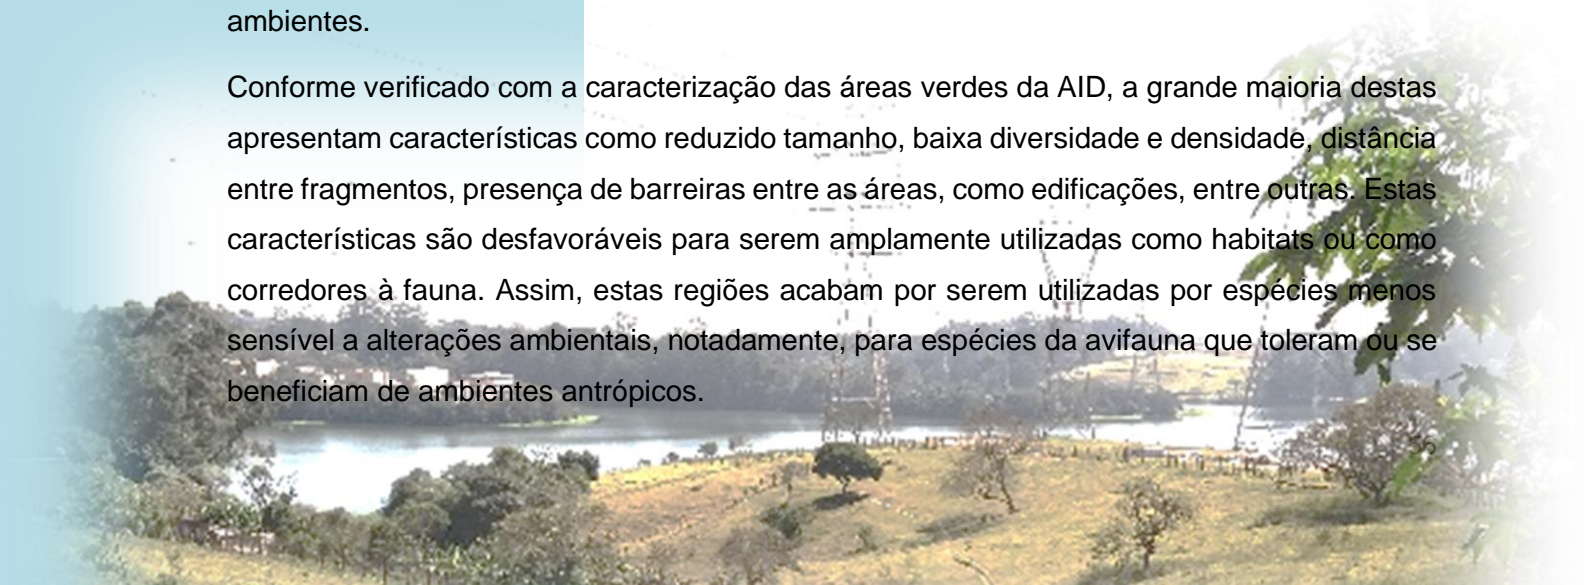 ambientes.
Conforme verificado com a caracterização das áreas verdes da AID, a grande maioria destas
apresentam características como reduzido tamanho, baixa diversidade e densidade, distância
entre fragmentos, presença de barreiras entre as áreas, como edificações, entre outras. Estas
características são desfavoráveis para serem amplamente utilizadas como habitats ou como
corredores à fauna. Assim, estas regiões acabam por serem utilizadas por espécies menos
sensível a alterações ambientais, notadamente, para espécies da avifauna que toleram ou se
beneficiam de ambientes antrópicos.